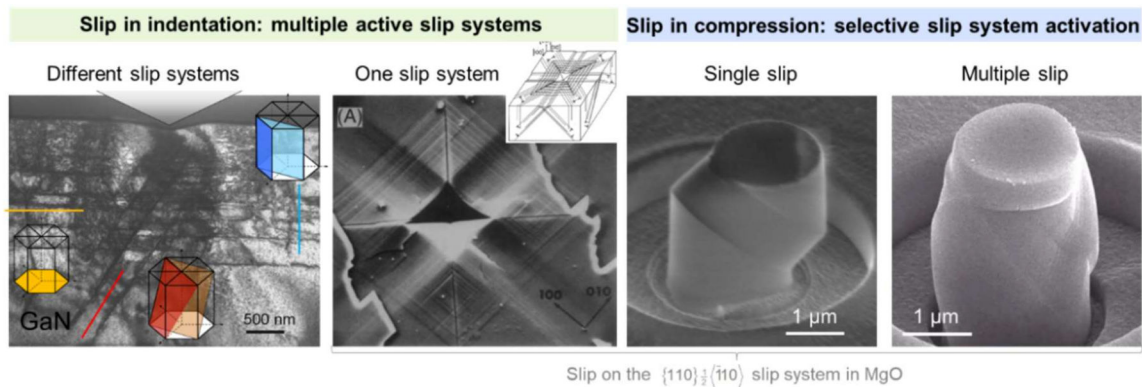 Slip in indentation: multiple active slip systems
Slip in compression: selective slip system activation
Different slip systems
One slip system
Single slip
Multiple slip
(A)
GaN
500 nm
100
010
1 μm
1 μm
Slip on the {110}½⟨1̄10⟩ slip system in MgO